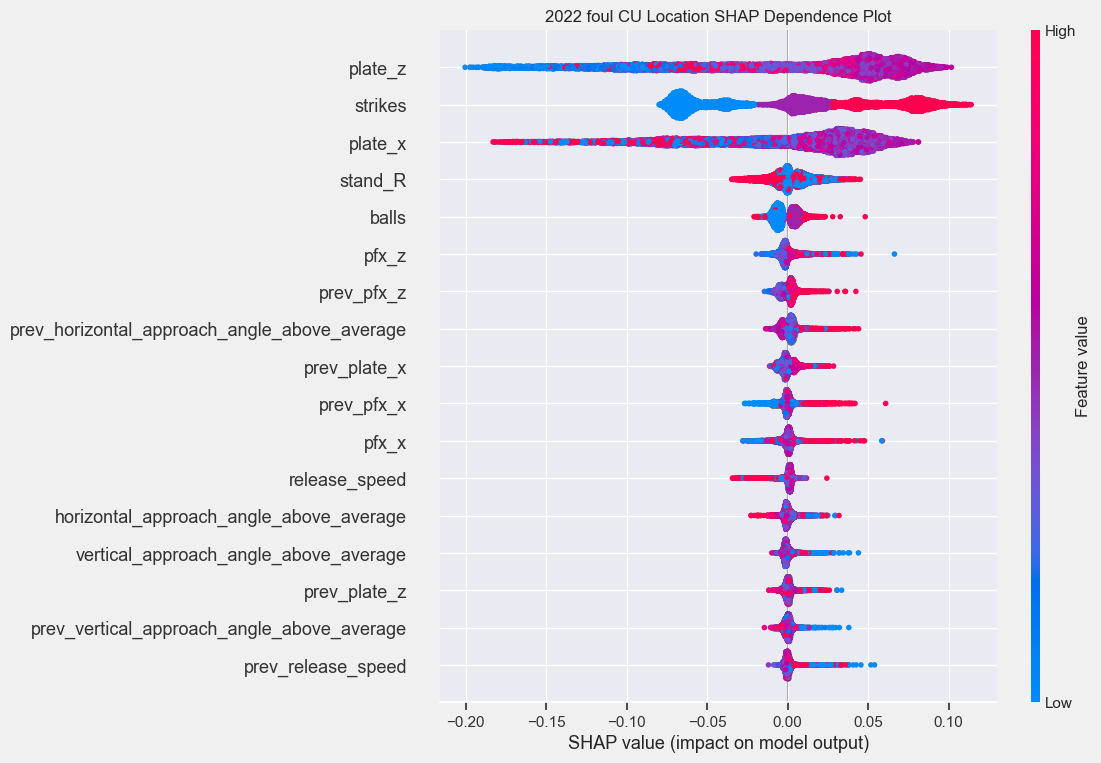 2022 foul CU Location SHAP Dependence Plot
High
plate_z
strikes
plate_x
stand_R
balls
pfx_z
prev_pfx_z
prev_horizontal_approach_angle_above_average
prev_plate_x
prev_pfx_x
pfx_x
release_speed
horizontal_approach_angle_above_average
vertical_approach_angle_above_average
prev_plate_z
prev_vertical_approach_angle_above_average
prev_release_speed
Feature value
Low
−0.20 −0.15 −0.10 −0.05 0.00 0.05 0.10
SHAP value (impact on model output)